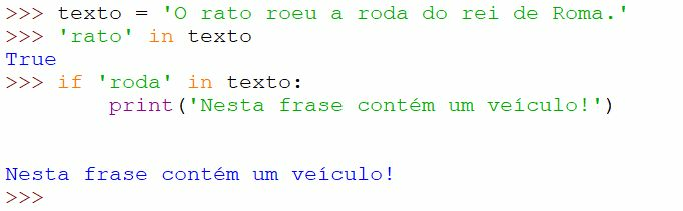 >>> texto = 'O rato roeu a roda do rei de Roma.'
>>> 'rato' in texto
True
>>> if 'roda' in texto:
        print('Nesta frase contém um veículo!')
Nesta frase contém um veículo!
>>>